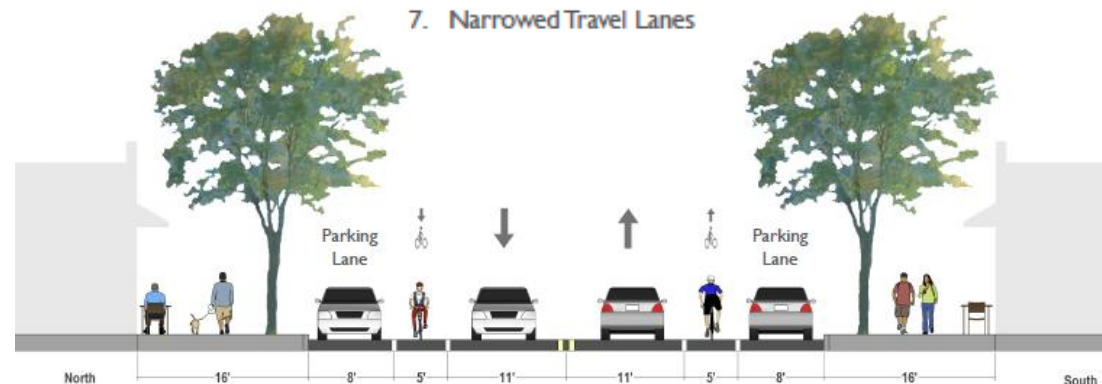 7. Narrowed Travel Lanes
Parking
Lane
Parking
Lane
North
16'
8'
5'
11'
11'
5'
8'
16'
South